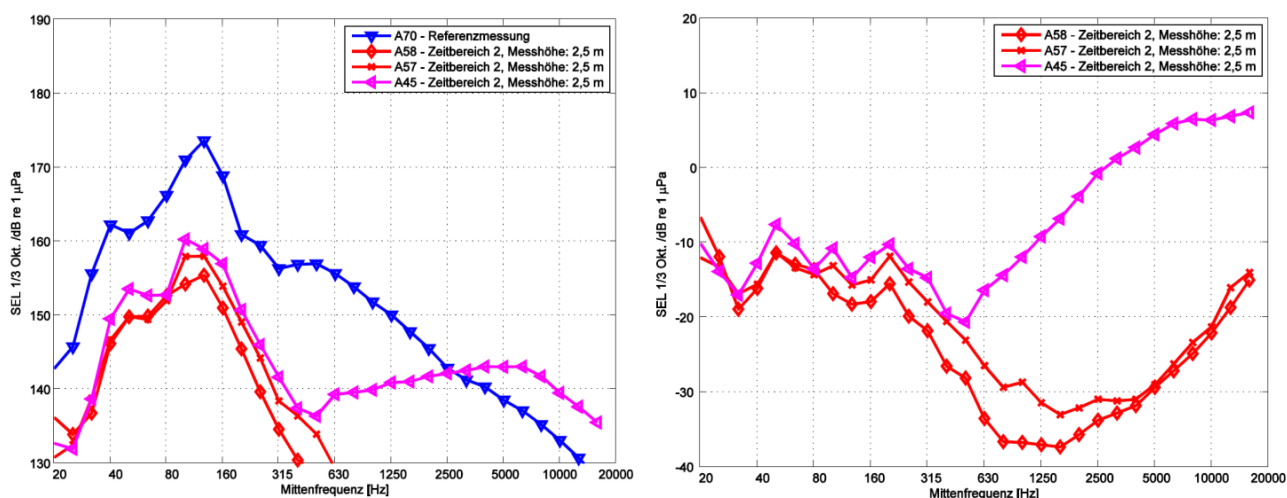 190
180
170
160
150
140
130
SEL 1/3 Okt. /dB re 1 µPa
A70 - Referenzmessung
A58 - Zeitbereich 2, Messhöhe: 2,5 m
A57 - Zeitbereich 2, Messhöhe: 2,5 m
A45 - Zeitbereich 2, Messhöhe: 2,5 m
20 40 80 160 315 630 1250 2500 5000 10000 20000
Mittenfrequenz [Hz]
20
10
0
-10
-20
-30
-40
SEL 1/3 Okt. /dB re 1 µPa
A58 - Zeitbereich 2, Messhöhe: 2,5 m
A57 - Zeitbereich 2, Messhöhe: 2,5 m
A45 - Zeitbereich 2, Messhöhe: 2,5 m
20 40 80 160 315 630 1250 2500 5000 10000 20000
Mittenfrequenz [Hz]